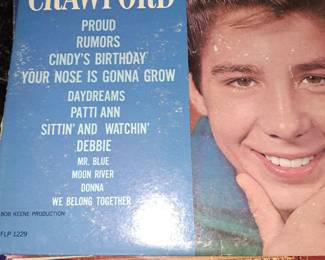 CRAWFORD
PROUD
RUMORS
CINDY'S BIRTHDAY
YOUR NOSE IS GONNA GROW
DAYDREAMS
PATTI ANN
SITTIN' AND WATCHIN'
DEBBIE
MR. BLUE
MOON RIVER
DONNA
WE BELONG TOGETHER
BOB KEENE PRODUCTION
FLP 1229